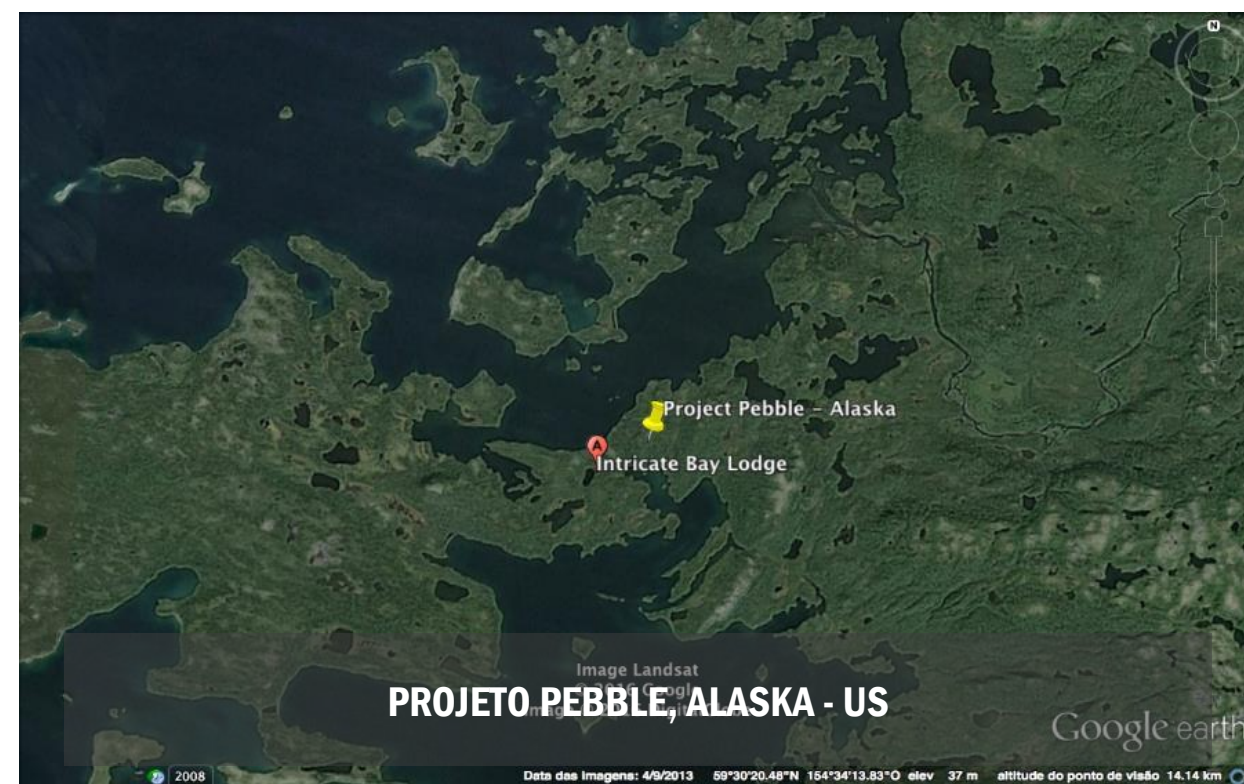 N
Project Pebble – Alaska
A
Intricate Bay Lodge
Image Landsat
© 2016 Google
PROJETO PEBBLE, ALASKA - US
Google earth
2008
Data das imagens: 4/9/2013 59°30'20.48"N 154°34'13.83"O elev 37 m altitude do ponto de visão 14.14 km